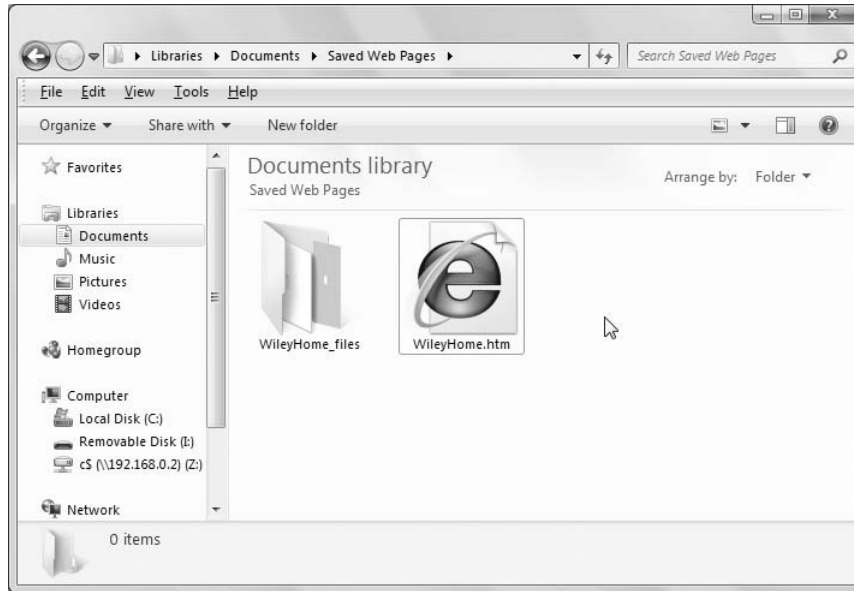 Libraries Documents Saved Web Pages Search Saved Web Pages
File Edit View Tools Help
Organize Share with New folder
Favorites
Libraries
Documents
Music
Pictures
Videos
Homegroup
Computer
Local Disk (C:)
Removable Disk (I:)
c$ (\\192.168.0.2) (Z:)
Network
Documents library
Saved Web Pages
Arrange by: Folder
WileyHome_files
WileyHome.htm
0 items